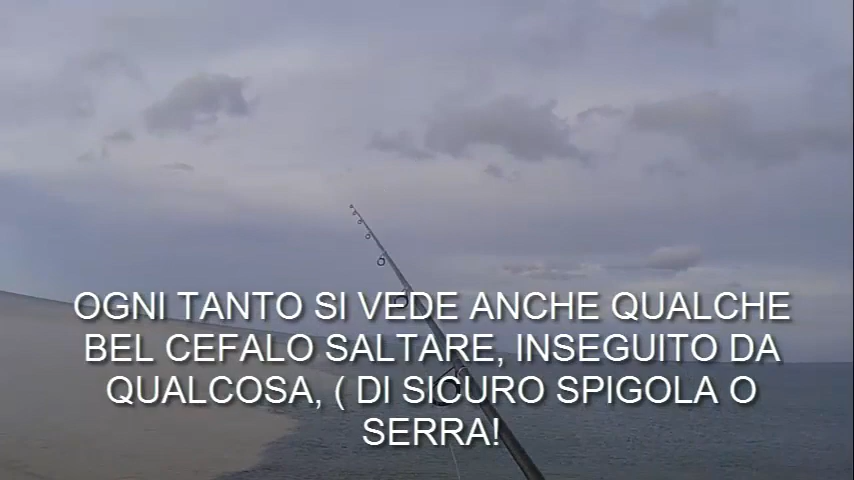 OGNI TANTO SI VEDE ANCHE QUALCHE
BEL CEFALO SALTARE, INSEGUITO DA
QUALCOSA, ( DI SICURO SPIGOLA O
SERRA!